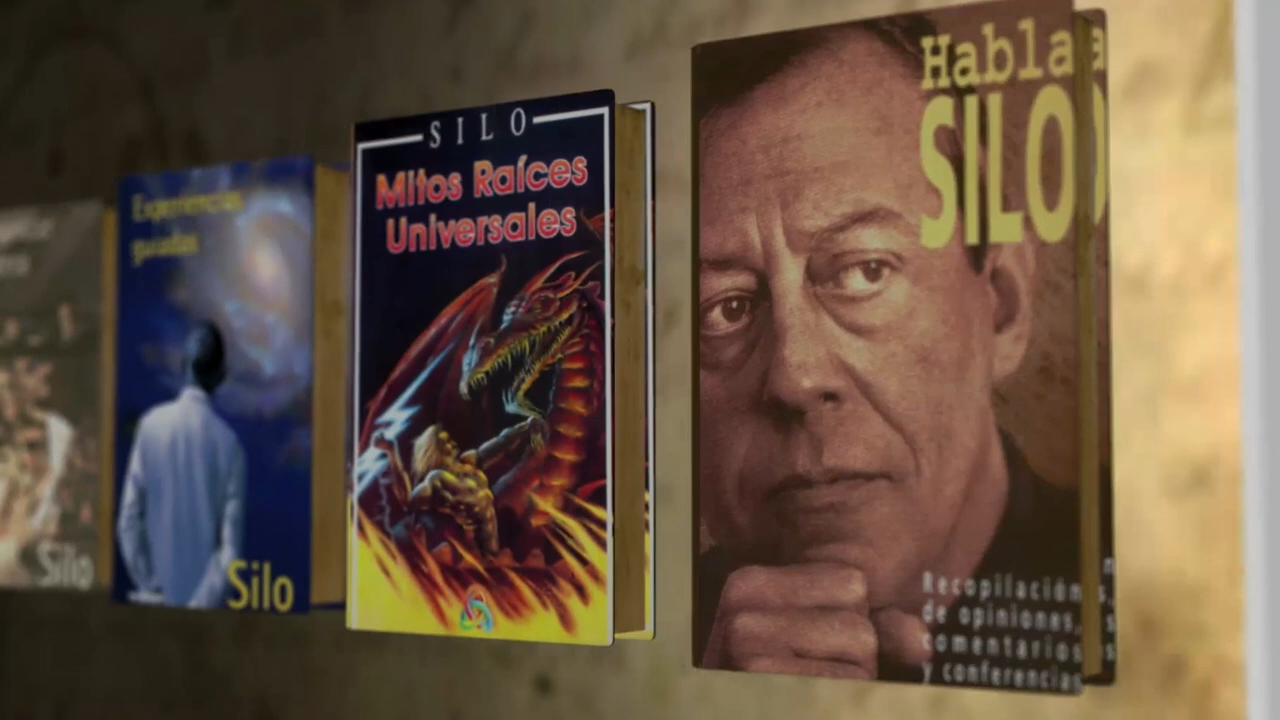 Silo
Experiencias
guiadas
Silo
SILO
Mitos Raíces
Universales
Habla
SILO
Recopilación
de opiniones,
comentarios
y conferencias